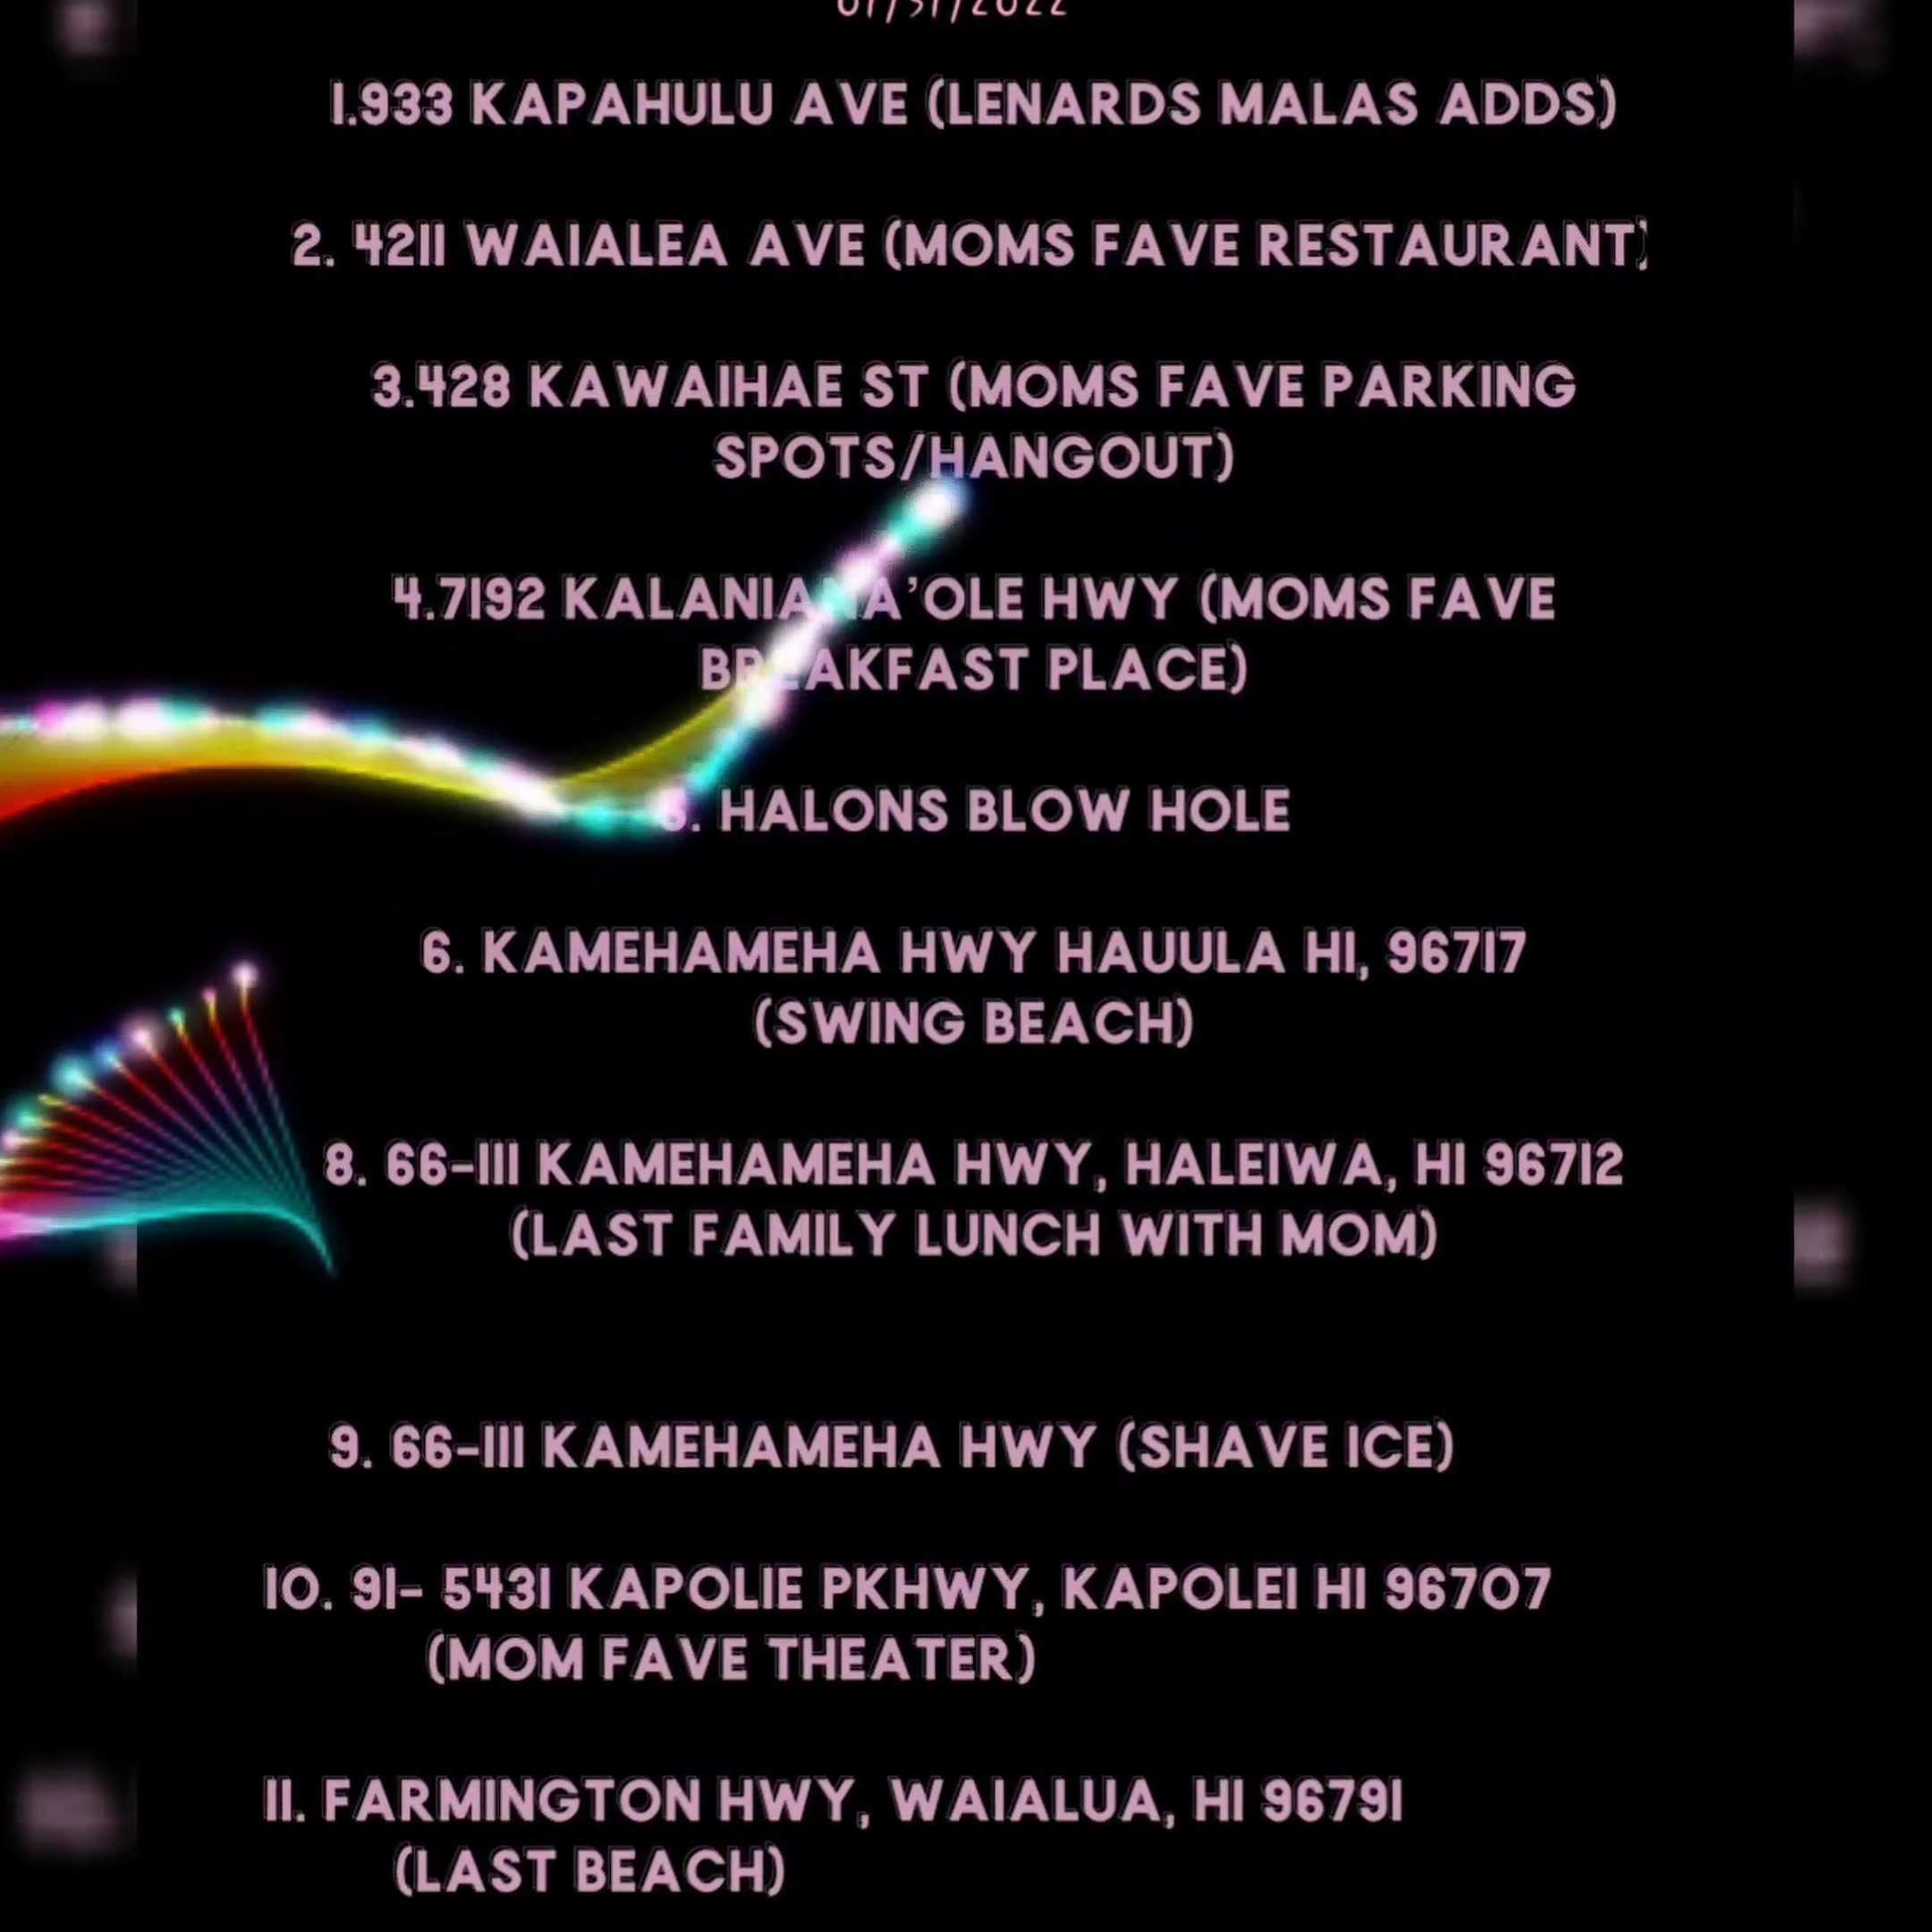 1.933 KAPAHULU AVE (LENARDS MALAS ADDS)
2. 4211 WAIALEA AVE (MOMS FAVE RESTAURANT)
3.428 KAWAIHAE ST (MOMS FAVE PARKING
SPOTS/HANGOUT)
4.7192 KALANIANA'OLE HWY (MOMS FAVE
BREAKFAST PLACE)
5. HALONS BLOW HOLE
6. KAMEHAMEHA HWY HAUULA HI, 96717
(SWING BEACH)
8. 66-111 KAMEHAMEHA HWY, HALEIWA, HI 96712
(LAST FAMILY LUNCH WITH MOM)
9. 66-111 KAMEHAMEHA HWY (SHAVE ICE)
10. 91- 5431 KAPOLIE PKHWY, KAPOLEI HI 96707
(MOM FAVE THEATER)
11. FARMINGTON HWY, WAIALUA, HI 96791
(LAST BEACH)